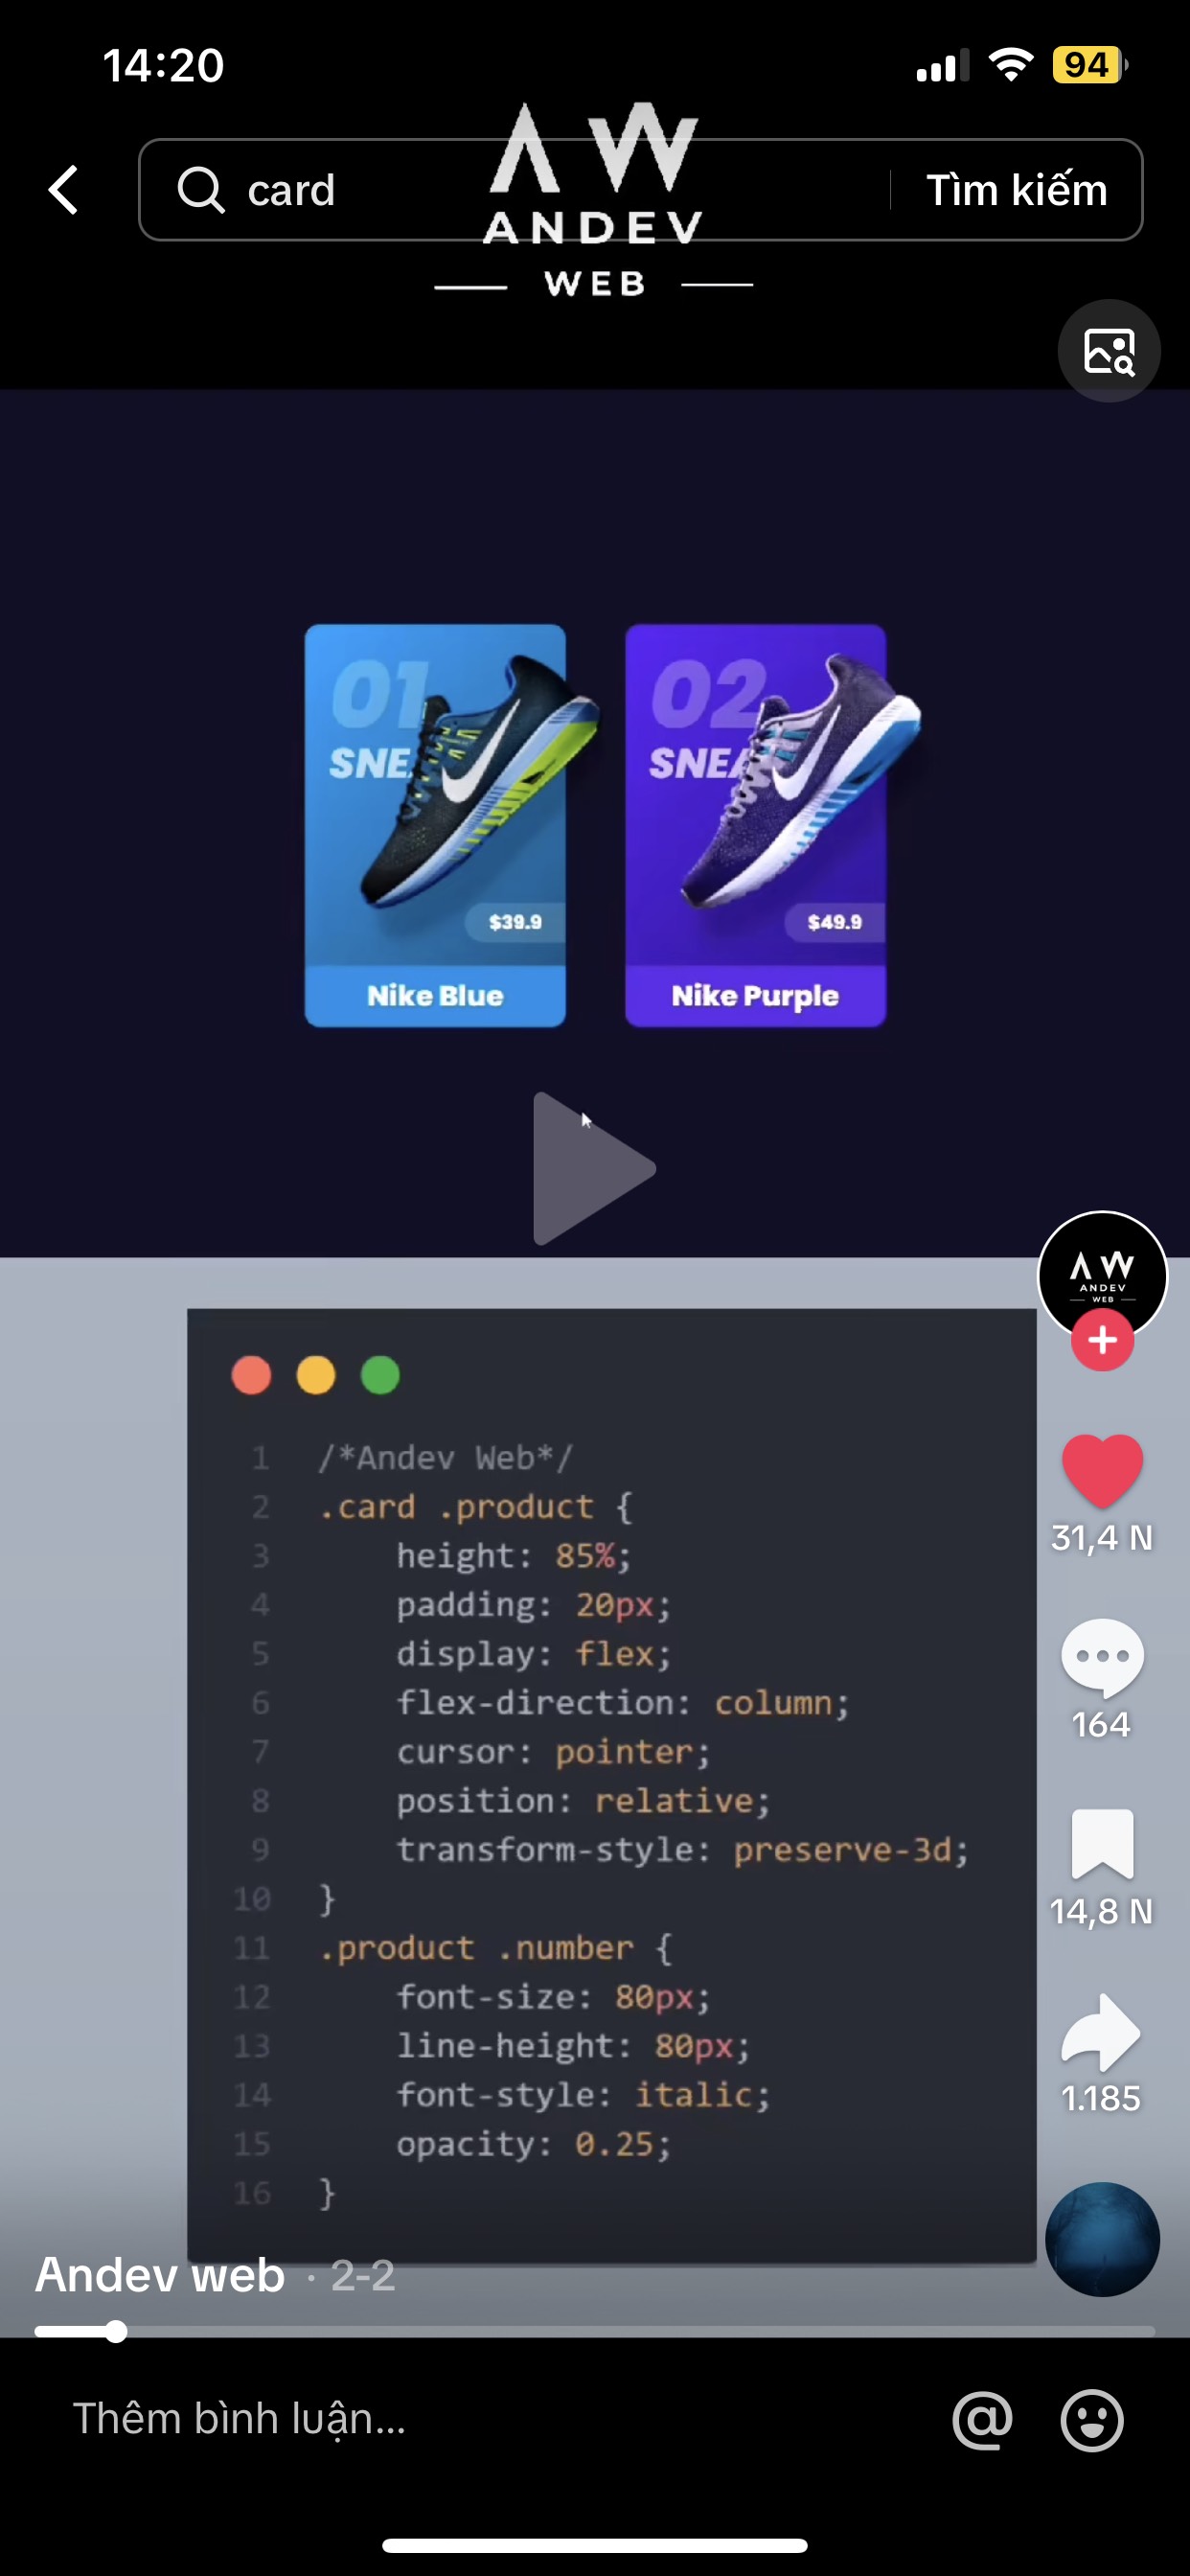 14:20
94
card
Tìm kiếm
AW
ANDEV
WEB
01
SNEA
$39.9
Nike Blue
02
SNEA
$49.9
Nike Purple
AW
ANDEV
WEB
1 /*Andev Web*/
2 .card .product {
3 height: 85%;
4 padding: 20px;
5 display: flex;
6 flex-direction: column;
7 cursor: pointer;
8 position: relative;
9 transform-style: preserve-3d;
10 }
11 .product .number {
12 font-size: 80px;
13 line-height: 80px;
14 font-style: italic;
15 opacity: 0.25;
16 }
31,4 N
164
14,8 N
1.185
Andev web · 2-2
Thêm bình luận...
@